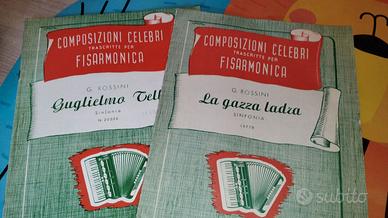 COMPOSIZIONI CELEBRI
TRASCRITTE PER
FISARMONICA
G. ROSSINI
Guglielmo Tell
Sinfonia
COMPOSIZIONI CELEBRI
TRASCRITTE PER
FISARMONICA
G. ROSSINI
La gazza ladra
SINFONIA
subito